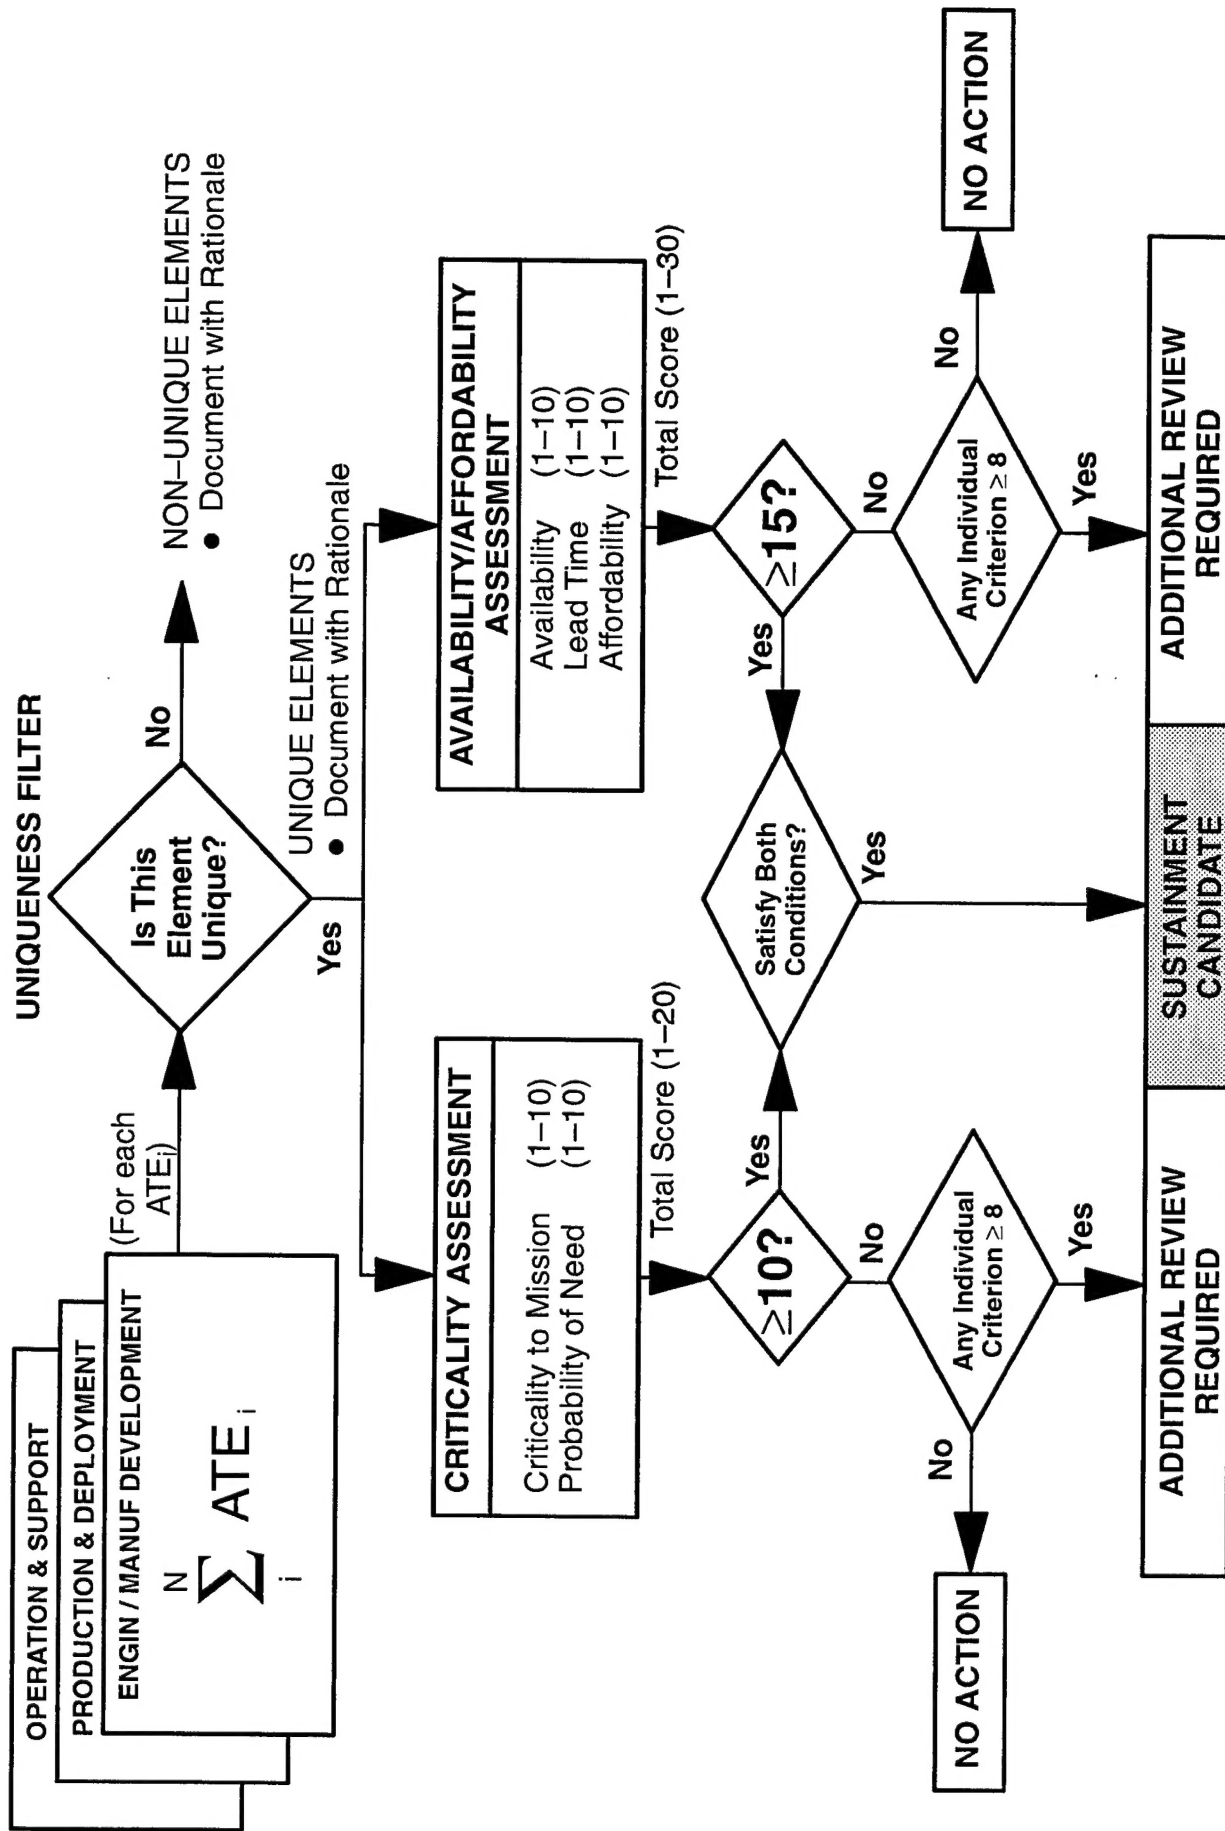 UNIQUENESS FILTER
OPERATION & SUPPORT
PRODUCTION & DEPLOYMENT
ENGIN / MANUF DEVELOPMENT
N
∑ ATEi
i
(For each
ATEi)
Is This
Element
Unique?
No
NON–UNIQUE ELEMENTS
● Document with Rationale
Yes
UNIQUE ELEMENTS
● Document with Rationale
CRITICALITY ASSESSMENT
Criticality to Mission (1–10)
Probability of Need (1–10)
Total Score (1–20)
AVAILABILITY/AFFORDABILITY
ASSESSMENT
Availability (1–10)
Lead Time (1–10)
Affordability (1–10)
Total Score (1–30)
≥10?
Yes
Satisfy Both
Conditions?
Yes
≥15?
No
Yes
No
Any Individual
Criterion ≥ 8
No
NO ACTION
Yes
Any Individual
Criterion ≥ 8
No
NO ACTION
Yes
ADDITIONAL REVIEW
REQUIRED
SUSTAINMENT
CANDIDATE
ADDITIONAL REVIEW
REQUIRED